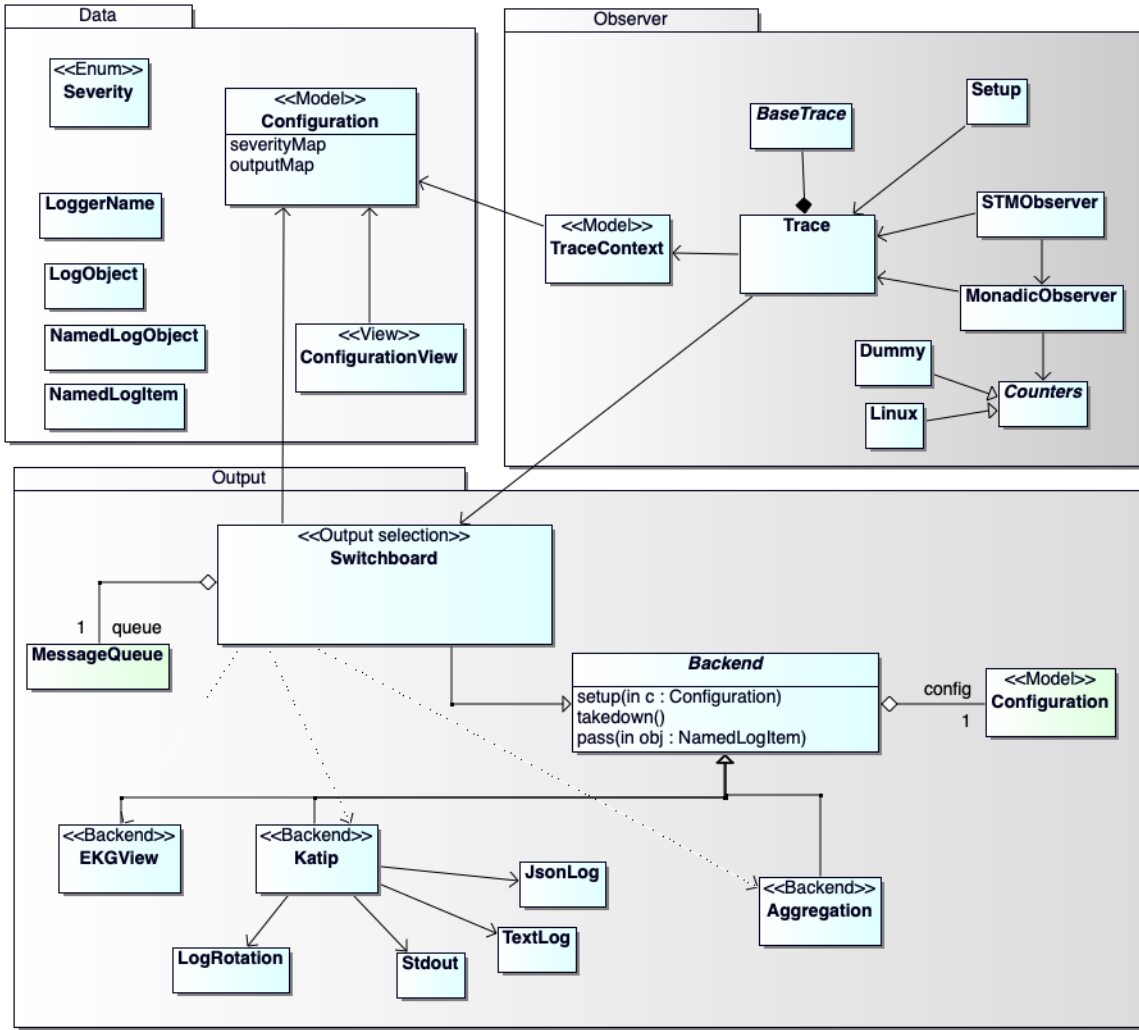 Data
<<Enum>>
Severity
<<Model>>
Configuration
severityMap
outputMap
LoggerName
LogObject
NamedLogObject
NamedLogItem
<<View>>
ConfigurationView
Observer
BaseTrace
Setup
<<Model>>
TraceContext
Trace
STMObserver
MonadicObserver
Dummy
Linux
Counters
Output
<<Output selection>>
Switchboard
1 queue
MessageQueue
Backend
setup(in c : Configuration)
takedown()
pass(in obj : NamedLogItem)
config
1
<<Model>>
Configuration
<<Backend>>
EKGView
<<Backend>>
Katip
JsonLog
TextLog
Stdout
LogRotation
<<Backend>>
Aggregation